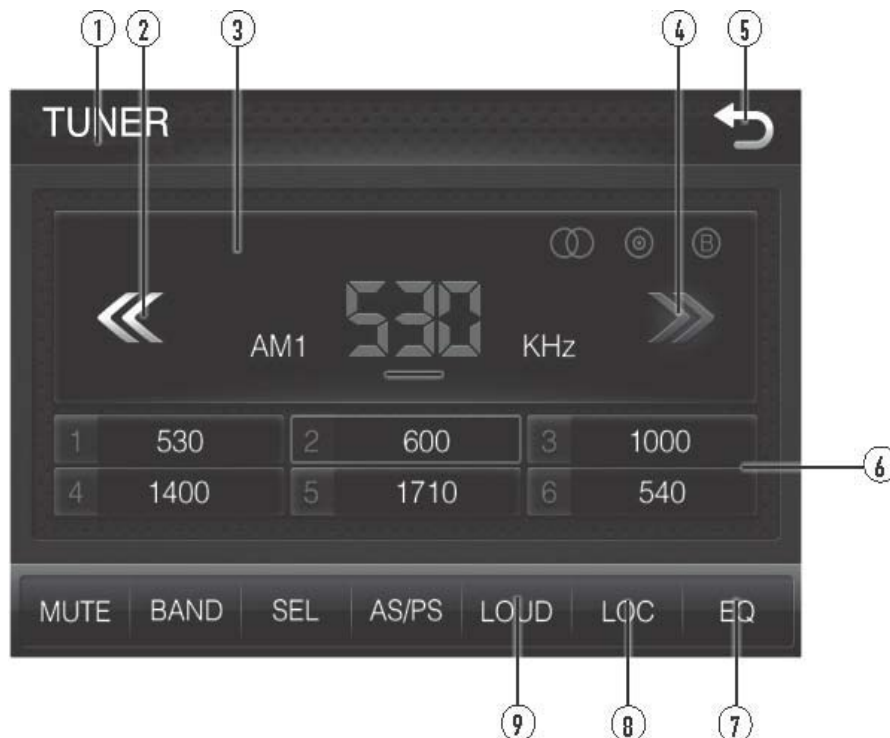 1 2 3 4 5
TUNER
B
AM1 530 KHz
1 530 2 600 3 1000
6
4 1400 5 1710 6 540
MUTE BAND SEL AS/PS LOUD LOC EQ
9 8 7